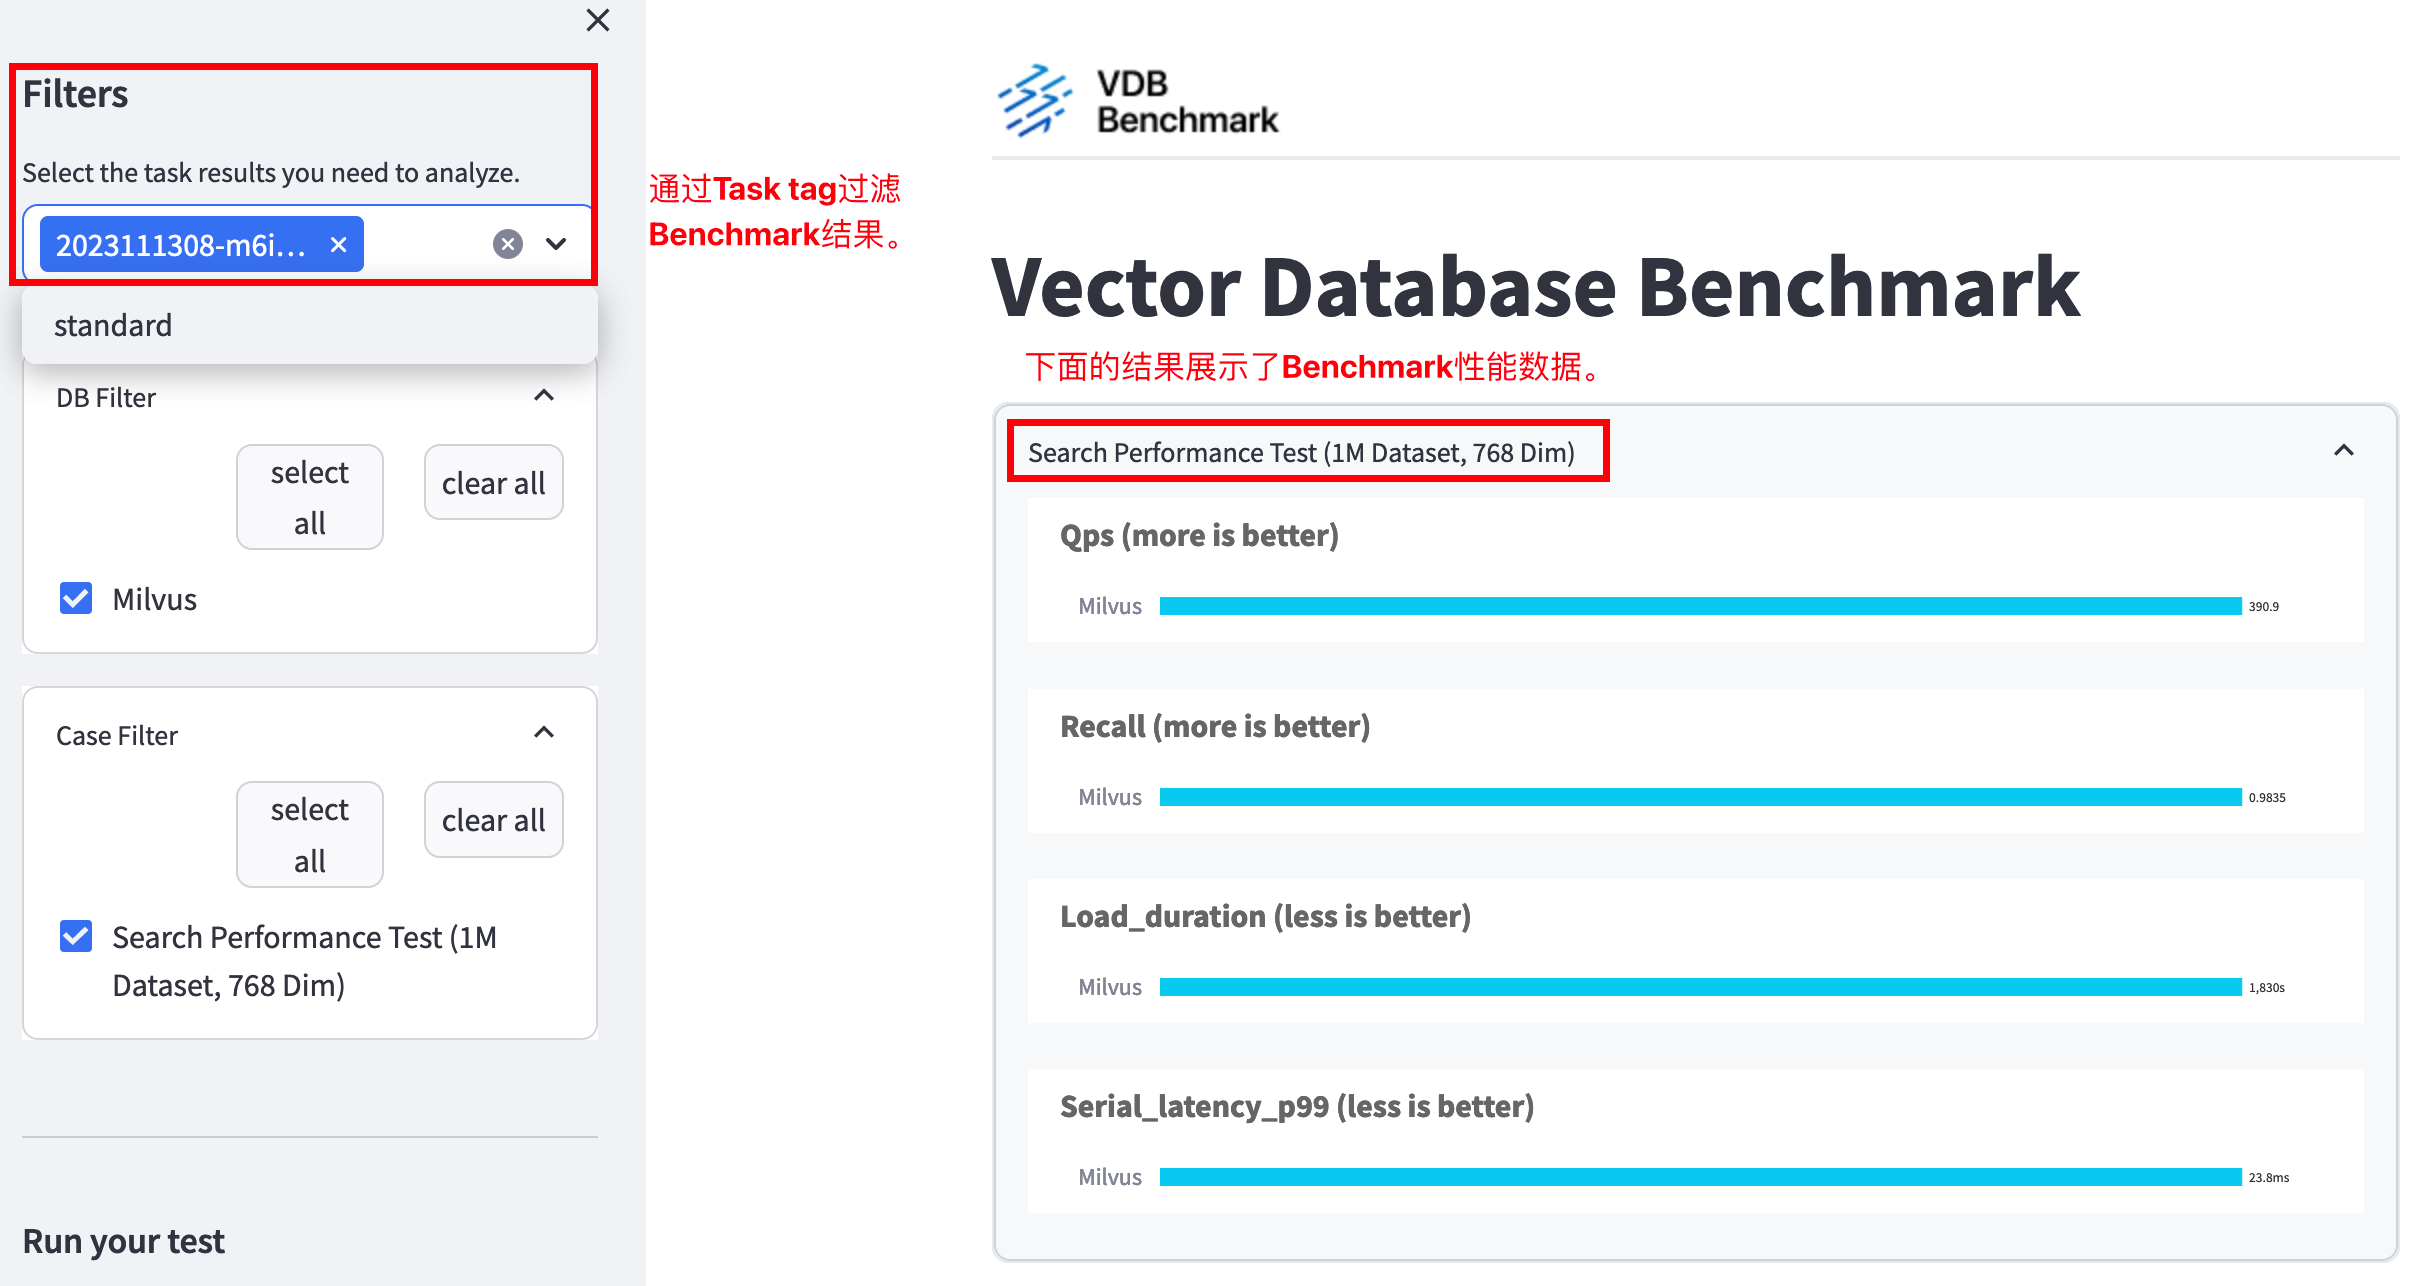 Filters
Select the task results you need to analyze.
2023111308-m6i...
standard
DB Filter
select
all
clear all
Milvus
Case Filter
select
all
clear all
Search Performance Test (1M
Dataset, 768 Dim)
Run your test
通过Task tag过滤
Benchmark结果。
VDB
Benchmark
Vector Database Benchmark
下面的结果展示了Benchmark性能数据。
Search Performance Test (1M Dataset, 768 Dim)
Qps (more is better)
Milvus 390.9
Recall (more is better)
Milvus 0.9835
Load_duration (less is better)
Milvus 1,830s
Serial_latency_p99 (less is better)
Milvus 23.8ms